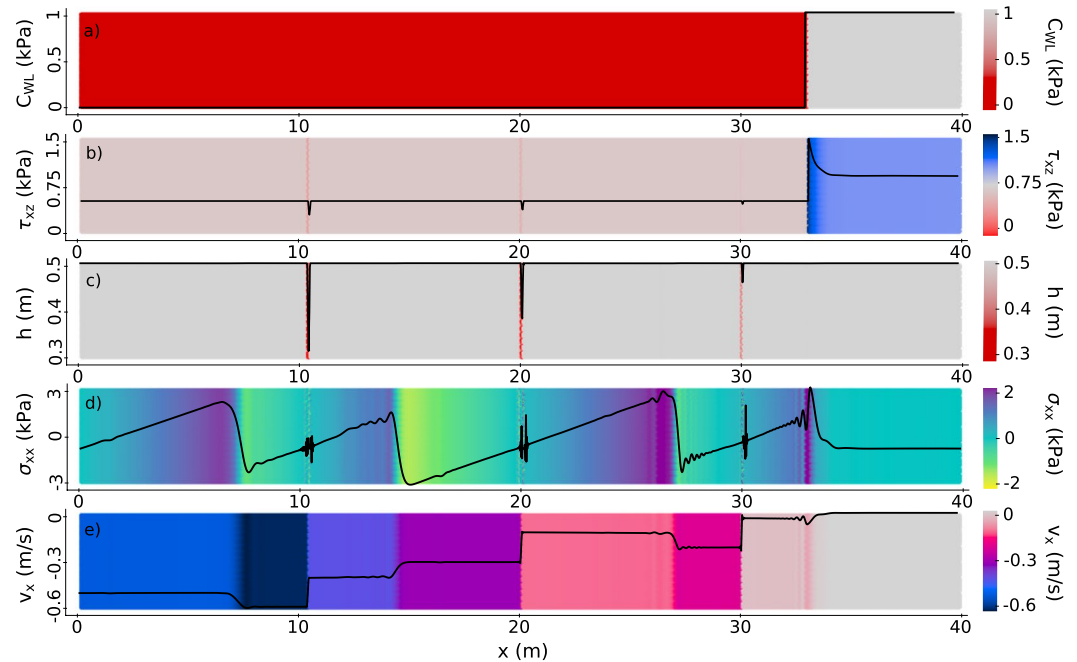 a)
C_WL (kPa)
1
0.5
0
0 10 20 30 40
1
0.5
0
C_WL (kPa)
b)
τ_xz (kPa)
1.5
0.75
0
0 10 20 30 40
1.5
0.75
0
τ_xz (kPa)
c)
h (m)
0.5
0.4
0.3
0 10 20 30 40
0.5
0.4
0.3
h (m)
d)
σ_xx (kPa)
3
0
-3
0 10 20 30 40
2
0
-2
σ_xx (kPa)
e)
v_x (m/s)
0
-0.3
-0.6
0 10 20 30 40
0
-0.3
-0.6
v_x (m/s)
x (m)